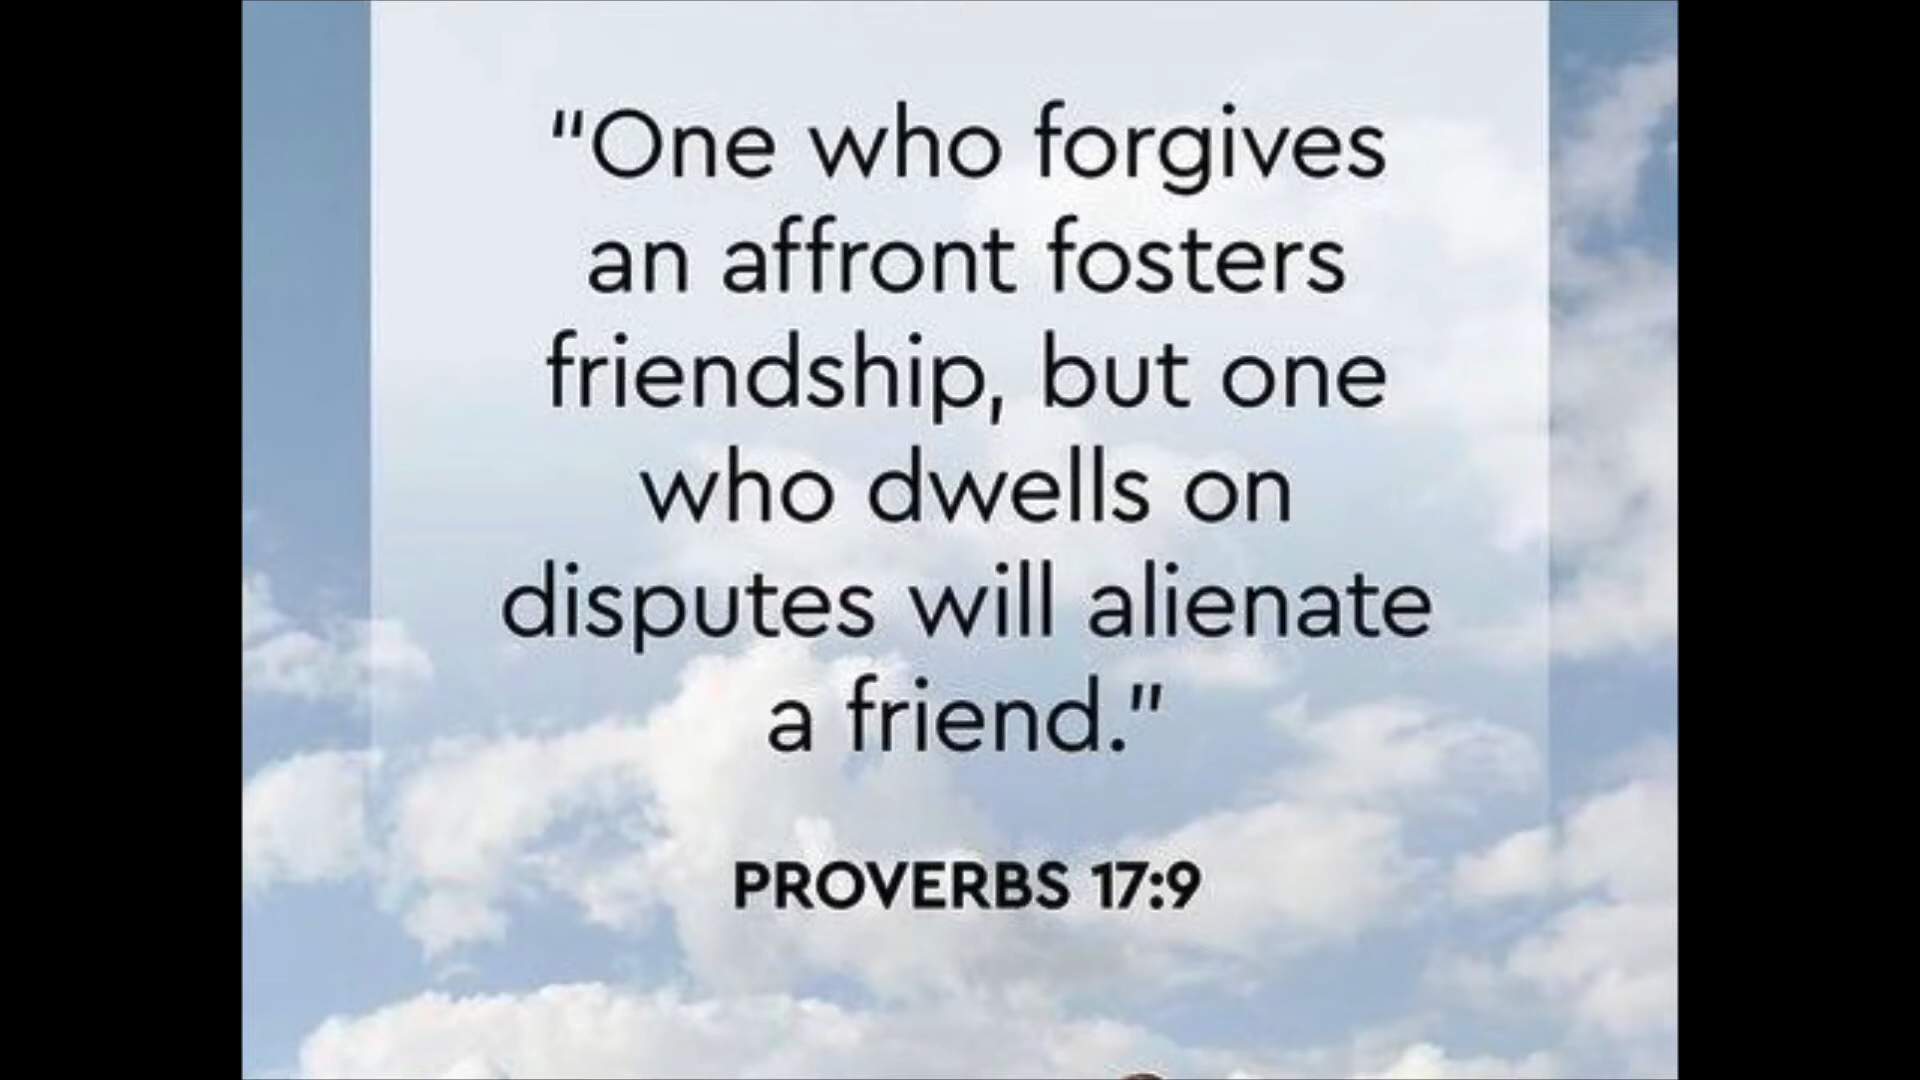 "One who forgives
an affront fosters
friendship, but one
who dwells on
disputes will alienate
a friend."
PROVERBS 17:9